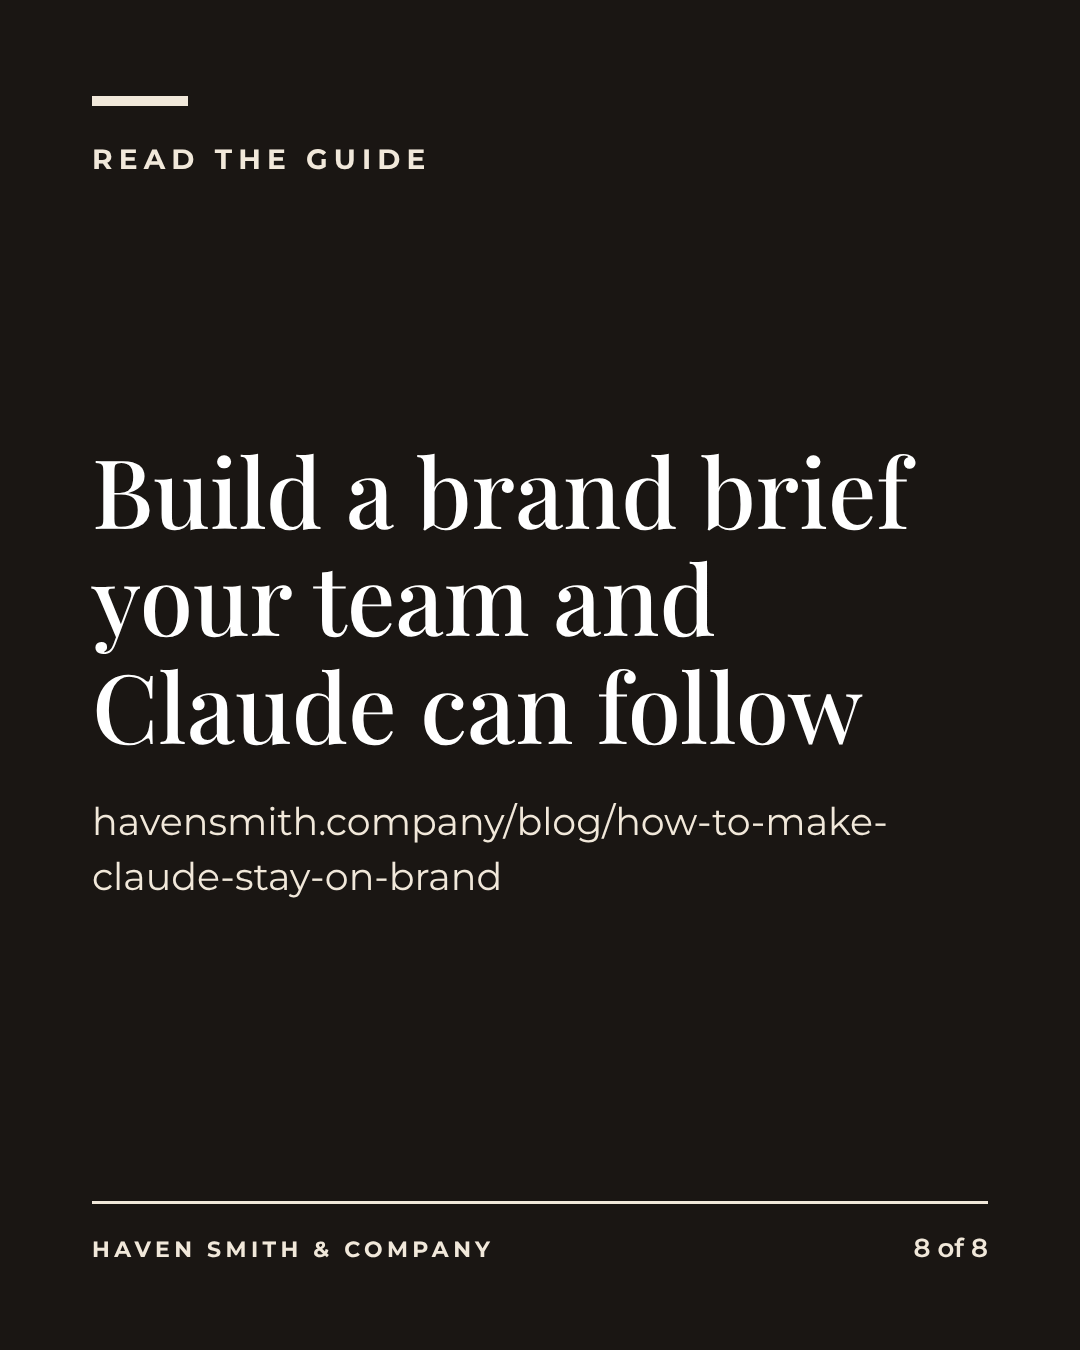 READ THE GUIDE
Build a brand brief
your team and
Claude can follow
havensmith.company/blog/how-to-make-
claude-stay-on-brand
HAVEN SMITH & COMPANY
8 of 8